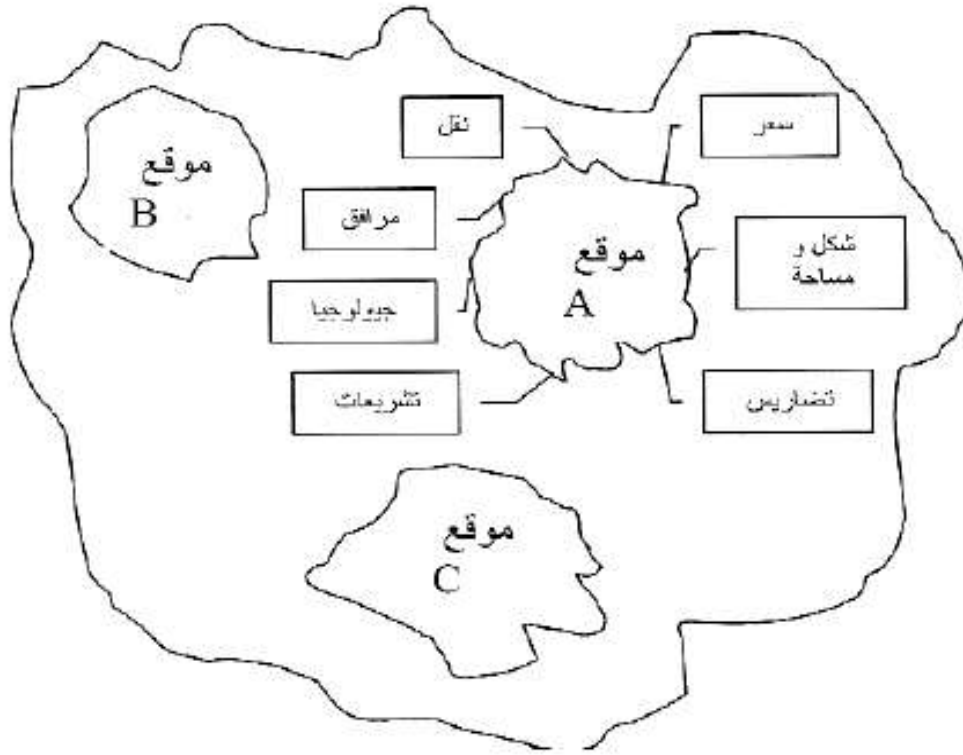 نقل
سعر
موقع
B
مرافق
موقع
A
شكل و
مساحة
جيولوجيا
تشريعات
تضاريس
موقع
C